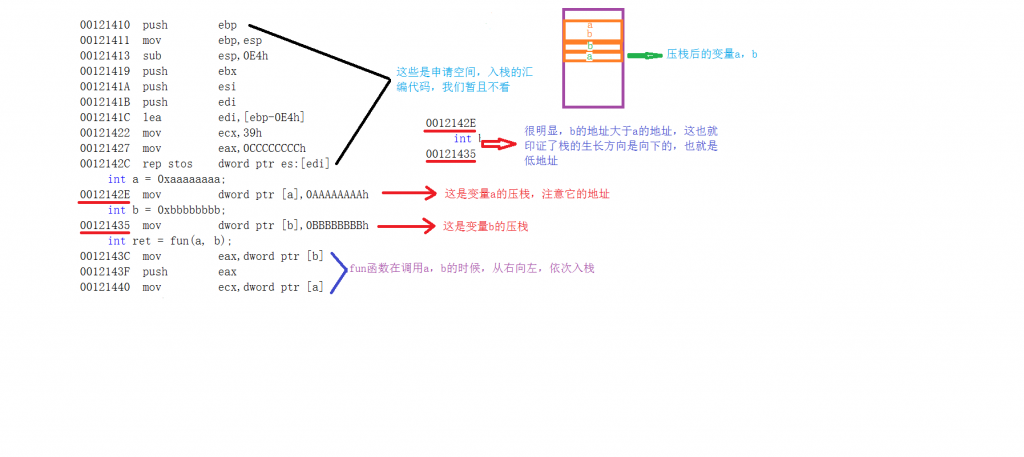 00121410 push ebp
00121411 mov ebp,esp
00121413 sub esp,0E4h
00121419 push ebx
0012141A push esi
0012141B push edi
0012141C lea edi,[ebp-0E4h]
00121422 mov ecx,39h
00121427 mov eax,0CCCCCCCCh
0012142C rep stos dword ptr es:[edi]
int a = 0xaaaaaaaa;
0012142E mov dword ptr [a],0AAAAAAAAh
int b = 0xbbbbbbbb;
00121435 mov dword ptr [b],0BBBBBBBBh
int ret = fun(a, b);
0012143C mov eax,dword ptr [b]
0012143F push eax
00121440 mov ecx,dword ptr [a]
这些是申请空间，入栈的汇
编代码，我们暂且不看
a
b
b
a
压栈后的变量a，b
0012142E
int
00121435
很明显，b的地址大于a的地址，这也就
印证了栈的生长方向是向下的，也就是
低地址
这是变量a的压栈，注意它的地址
这是变量b的压栈
fun函数在调用a，b的时候，从右向左，依次入栈